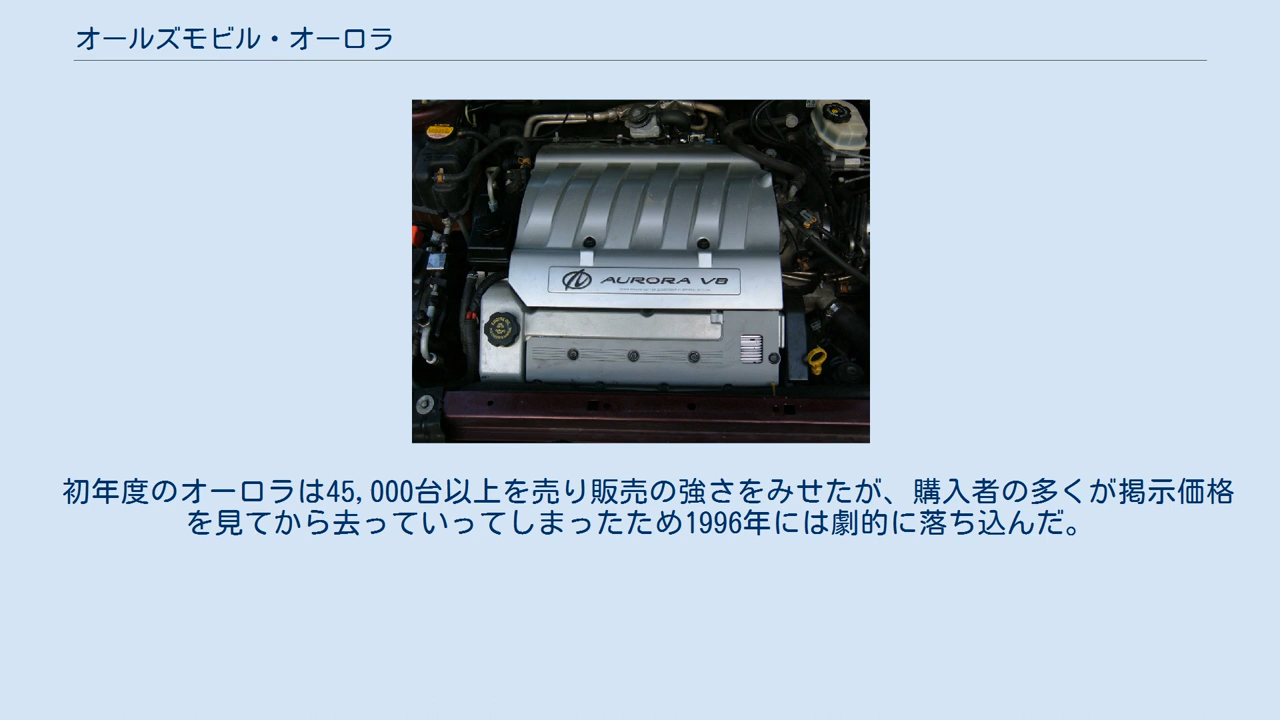 オールズモビル・オーロラ
AURORA V8
初年度のオーロラは45,000台以上を売り販売の強さをみせたが、購入者の多くが掲示価格
を見てから去っていってしまったため1996年には劇的に落ち込んだ。